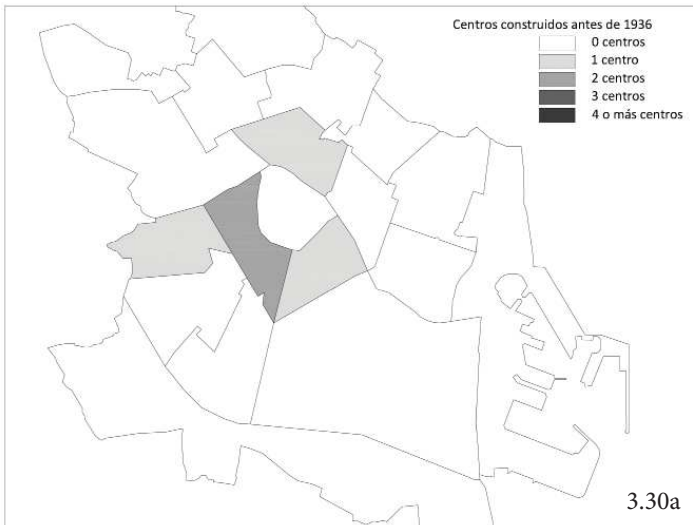 Centros construidos antes de 1936
0 centros
1 centro
2 centros
3 centros
4 o más centros
3.30a